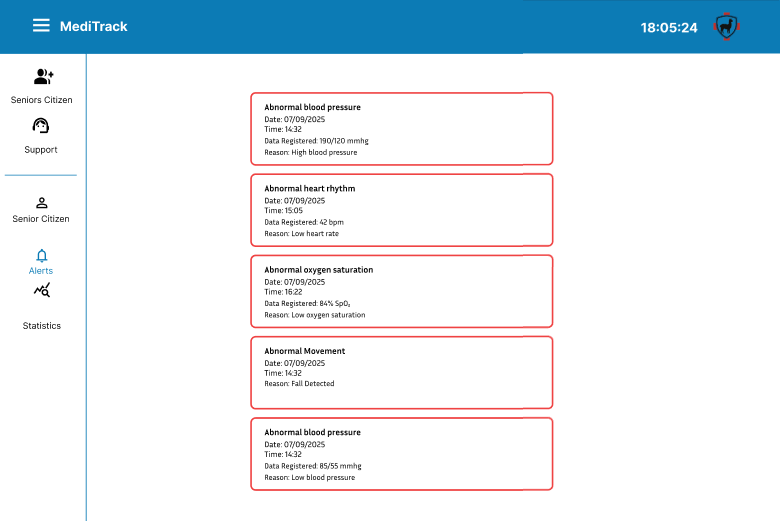 MediTrack
18:05:24
Seniors Citizen
Support
Senior Citizen
Alerts
Statistics
Abnormal blood pressure
Date: 07/09/2025
Time: 14:32
Data Registered: 190/120 mmhg
Reason: High blood pressure
Abnormal heart rhythm
Date: 07/09/2025
Time: 15:05
Data Registered: 42 bpm
Reason: Low heart rate
Abnormal oxygen saturation
Date: 07/09/2025
Time: 16:22
Data Registered: 84% SpO₂
Reason: Low oxygen saturation
Abnormal Movement
Date: 07/09/2025
Time: 14:32
Reason: Fall Detected
Abnormal blood pressure
Date: 07/09/2025
Time: 14:32
Data Registered: 85/55 mmhg
Reason: Low blood pressure